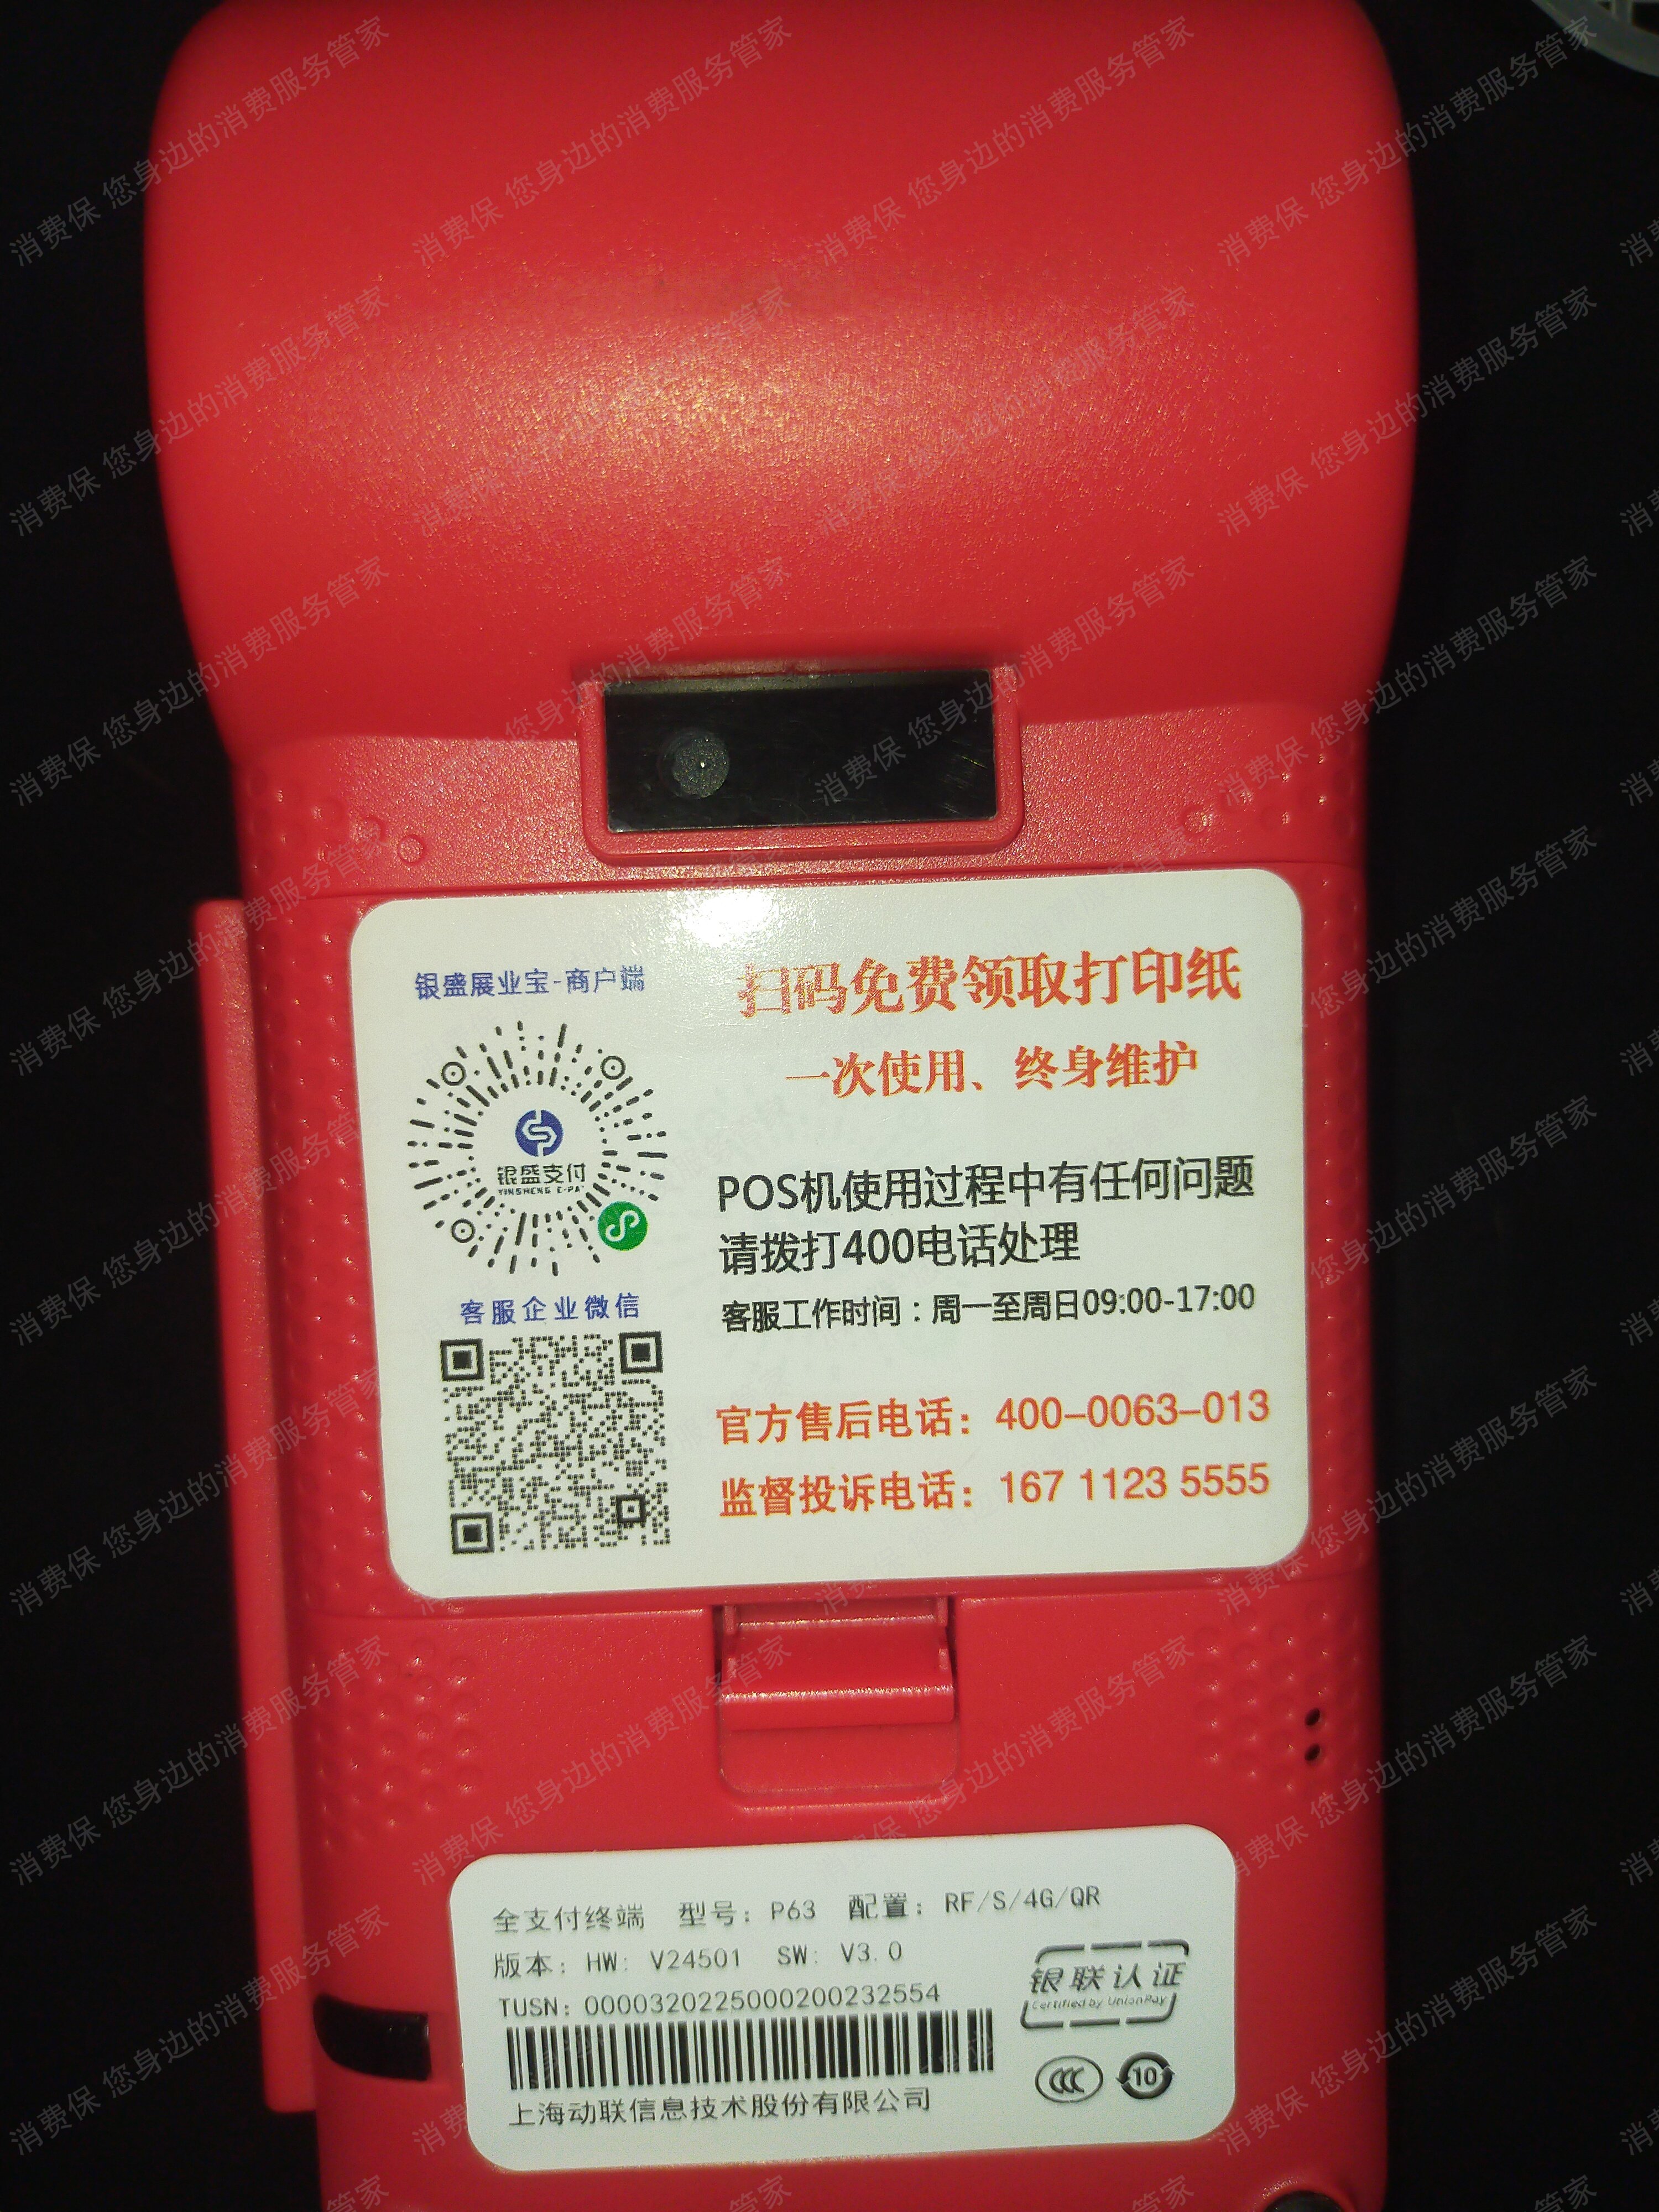 银盛展业宝-商户端
银盛支付
YINSHENG E-PAY
客服企业微信
扫码免费领取打印纸
一次使用、终身维护
POS机使用过程中有任何问题
请拨打400电话处理
客服工作时间：周一至周日09:00-17:00
官方售后电话：400-0063-013
监督投诉电话：167 1123 5555
全支付终端 型号：P63 配置：RF/S/4G/QR
版本：HW: V24501 SW: V3.0
TUSN：0000320225000200232554
上海动联信息技术股份有限公司
银联认证
Certified by UnionPay
CCC
10
消费保 您身边的消费服务管家